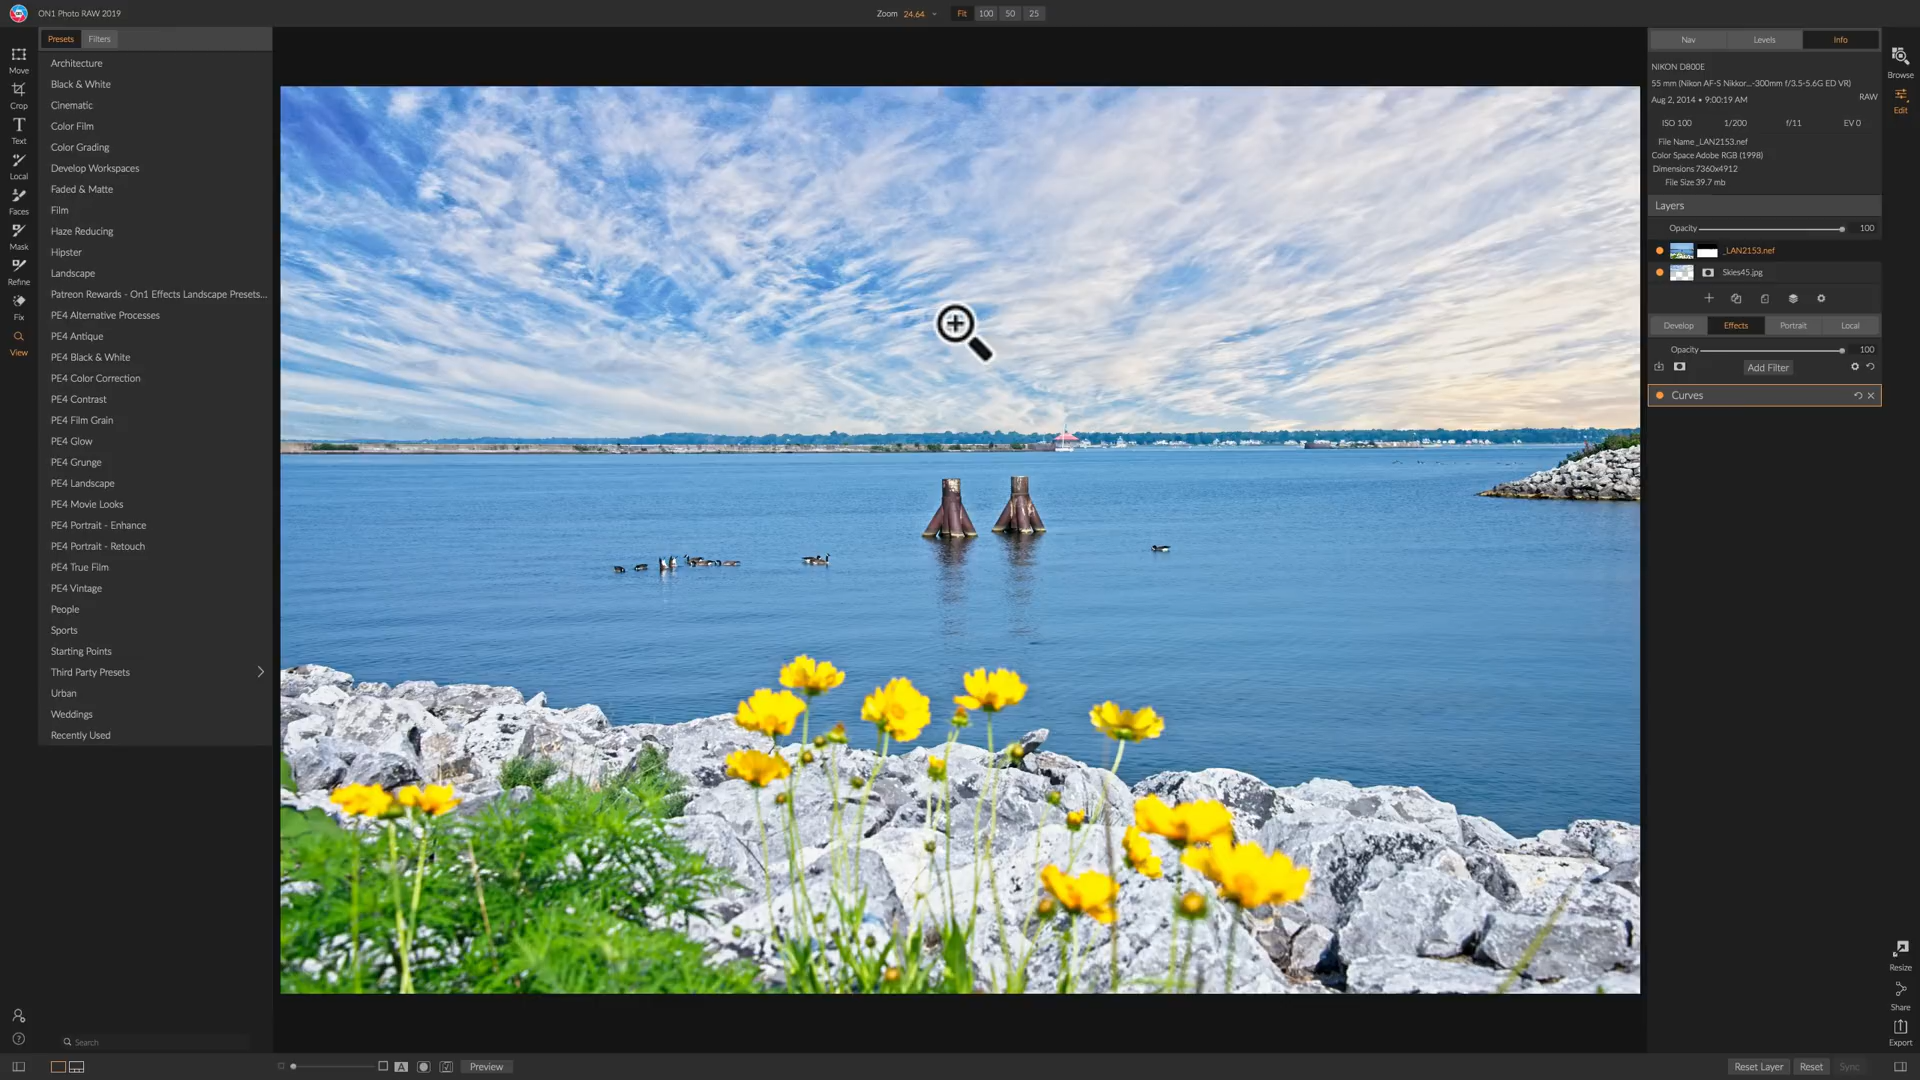 ON1 Photo RAW 2019
Zoom 24.64 Fit 100 50 25
Presets Filters
Nav Levels Info
Move
Crop
Text
Local
Faces
Mask
Refine
Fix
View
Architecture
Black & White
Cinematic
Color Film
Color Grading
Develop Workspaces
Faded & Matte
Film
Haze Reducing
Hipster
Landscape
Patreon Rewards - On1 Effects Landscape Presets...
PE4 Alternative Processes
PE4 Antique
PE4 Black & White
PE4 Color Correction
PE4 Contrast
PE4 Film Grain
PE4 Glow
PE4 Grunge
PE4 Landscape
PE4 Movie Looks
PE4 Portrait - Enhance
PE4 Portrait - Retouch
PE4 True Film
PE4 Vintage
People
Sports
Starting Points
Third Party Presets
Urban
Weddings
Recently Used
Search
Preview
NIKON D800E
55 mm (Nikon AF-S Nikkor...-300mm f/3.5-5.6G ED VR)
Aug 2, 2014 • 9:00:19 AM RAW
ISO 100 1/200 f/11 EV 0
File Name _LAN2153.nef
Color Space Adobe RGB (1998)
Dimensions 7360x4912
File Size 39.7 mb
Layers
Opacity 100
_LAN2153.nef
Skies45.jpg
Develop Effects Portrait Local
Opacity 100
Add Filter
Curves
Browse
Edit
Resize
Share
Export
Reset Layer Reset Sync